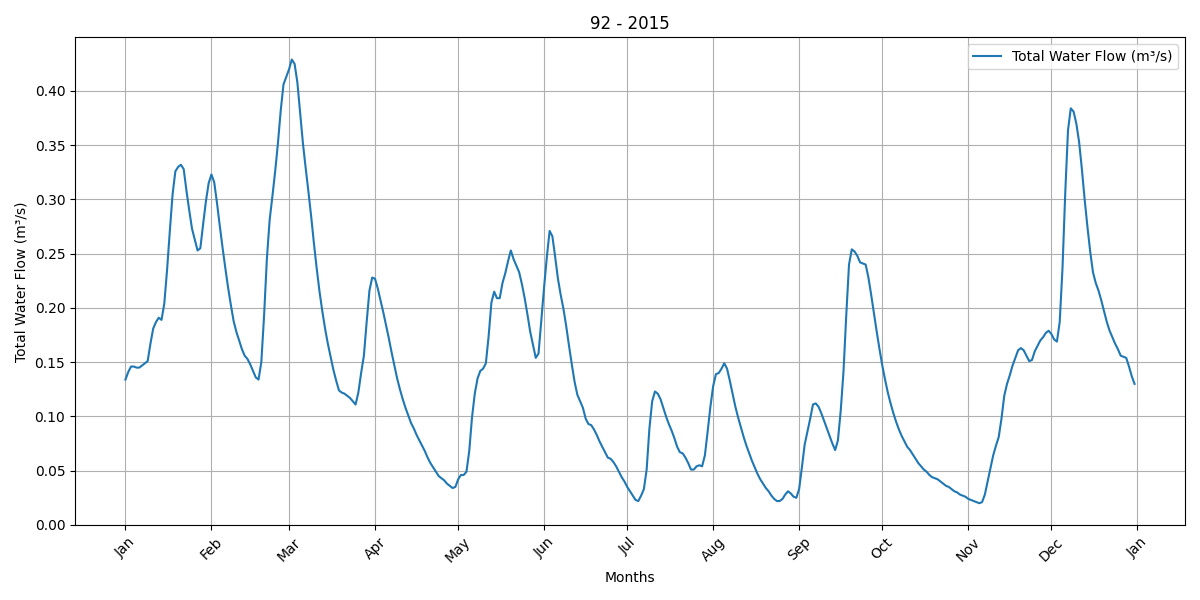 92 - 2015
Total Water Flow (m³/s)
Total Water Flow (m³/s)
0.40
0.35
0.30
0.25
0.20
0.15
0.10
0.05
0.00
Jan Feb Mar Apr May Jun Jul Aug Sep Oct Nov Dec Jan
Months